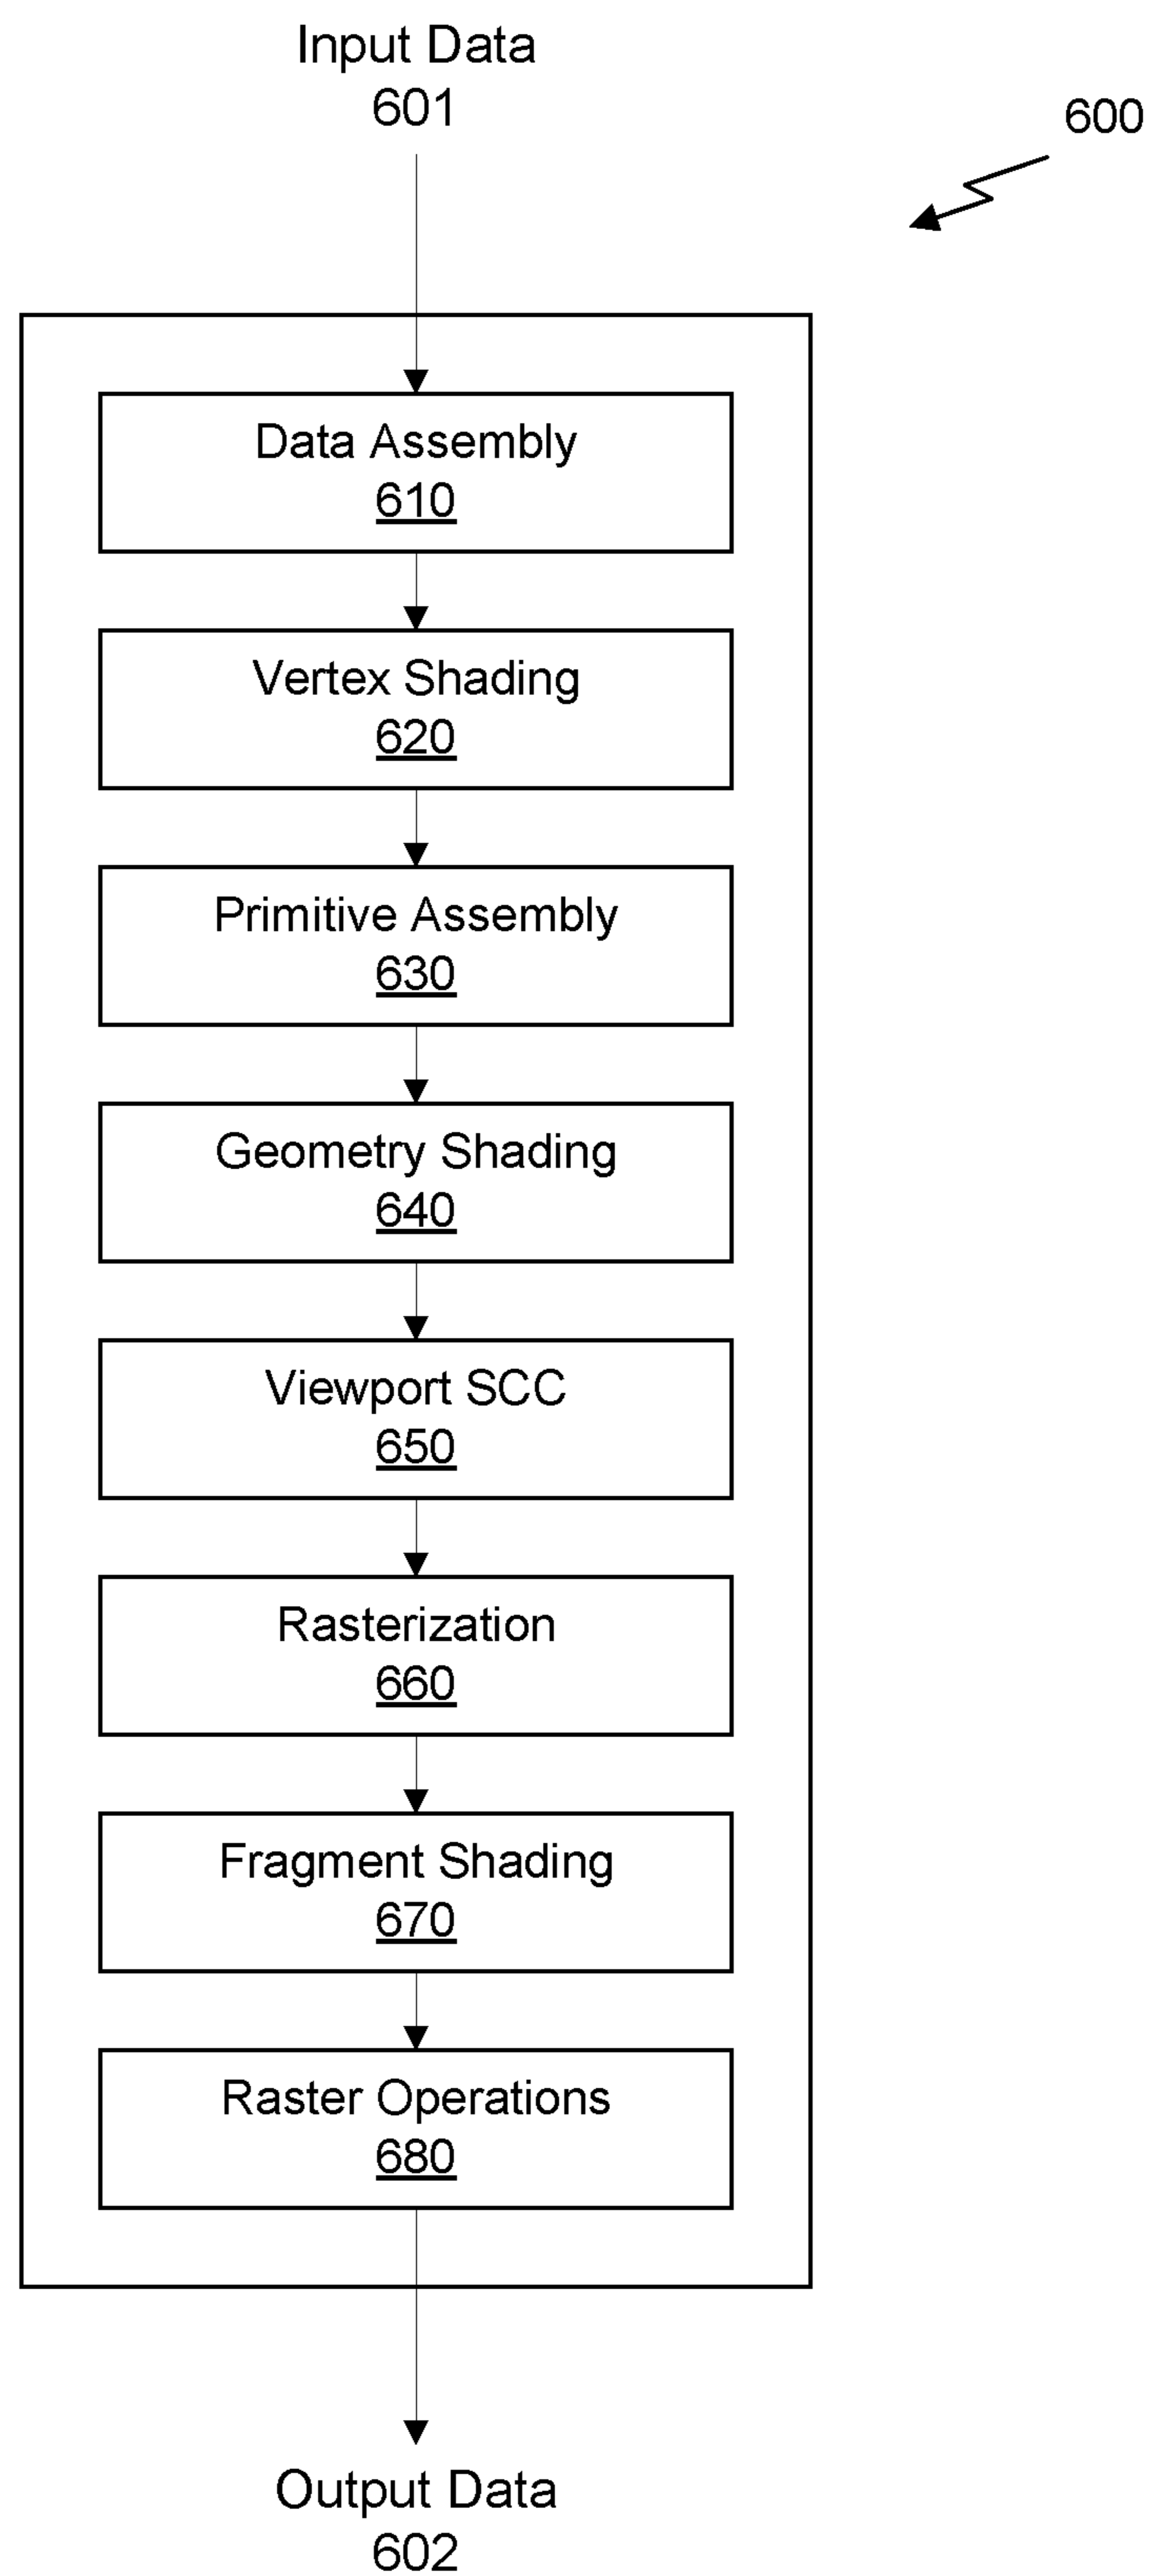 Input Data
601
600
Data Assembly
610
Vertex Shading
620
Primitive Assembly
630
Geometry Shading
640
Viewport SCC
650
Rasterization
660
Fragment Shading
670
Raster Operations
680
Output Data
602